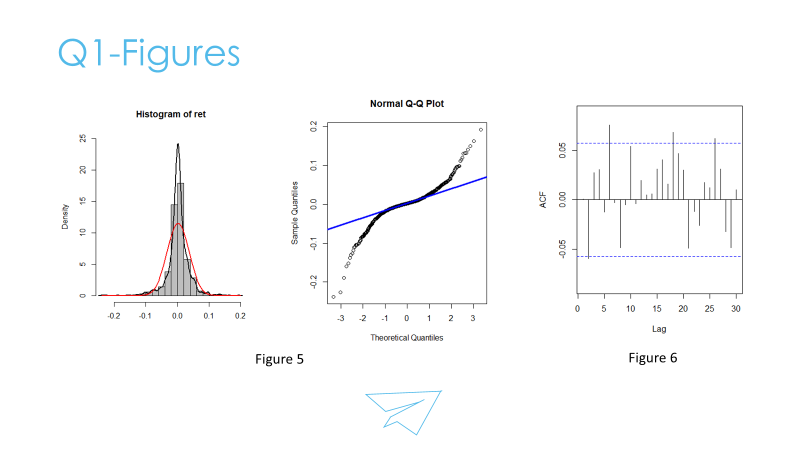 Q1-Figures
Histogram of ret
Density
0 5 10 15 20 25
-0.2 -0.1 0.0 0.1 0.2
Normal Q-Q Plot
Sample Quantiles
-0.2 -0.1 0.0 0.1 0.2
-3 -2 -1 0 1 2 3
Theoretical Quantiles
ACF
-0.05 0.00 0.05
0 5 10 15 20 25 30
Lag
Figure 5
Figure 6